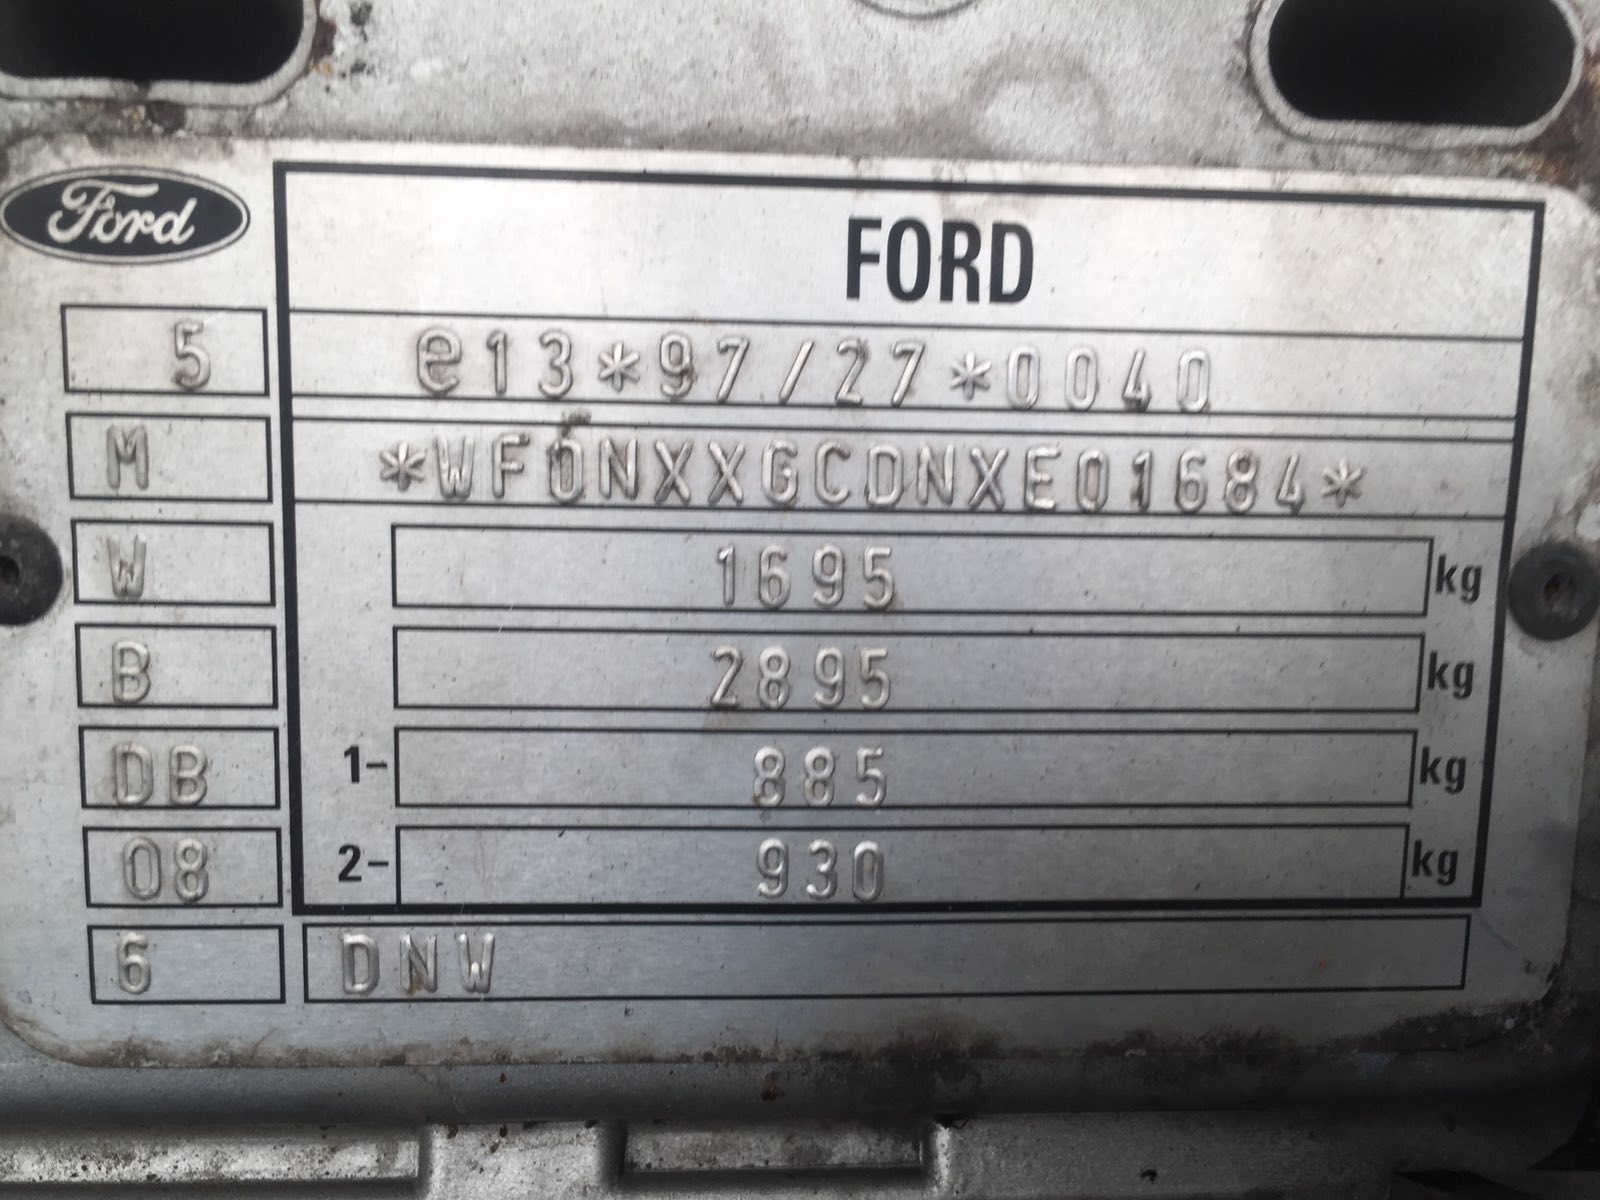 Ford
FORD
5 e13*97/27*0040
M *WF0NXXGCDNXE01684*
W 1695 kg
B 2895 kg
DB 1- 885 kg
08 2- 930 kg
6 DNW